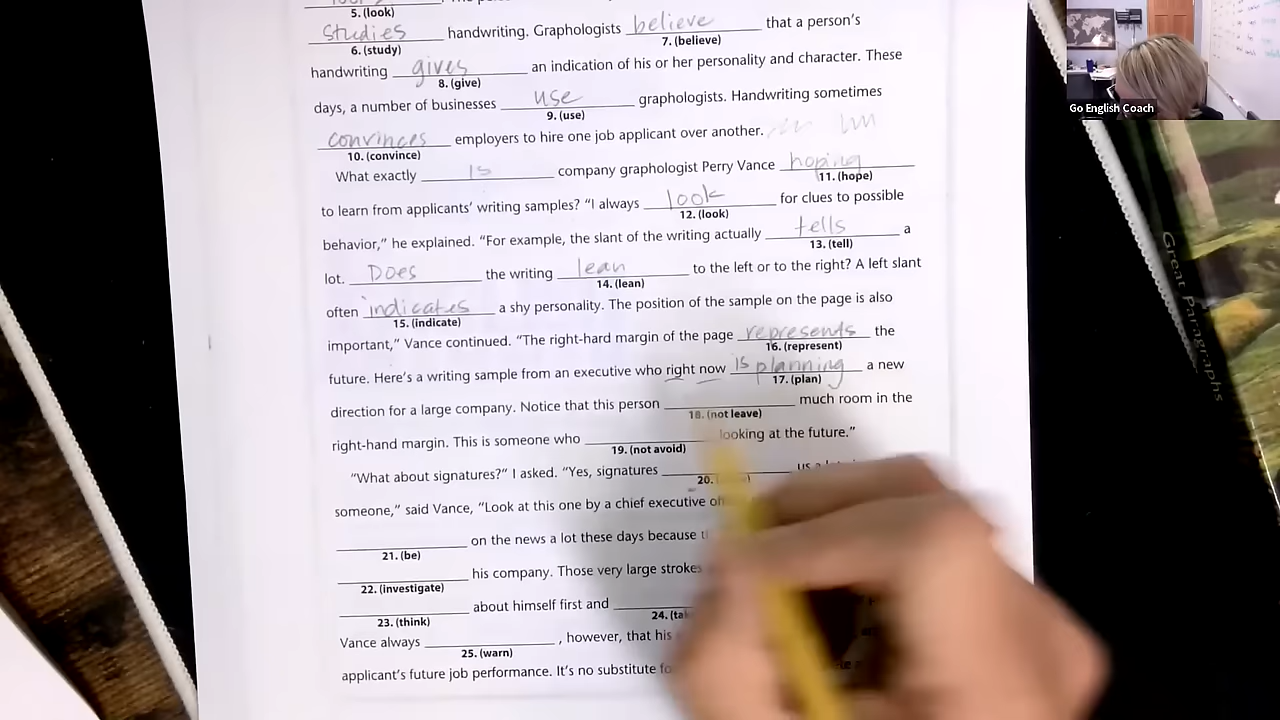 5. (look)
studies handwriting. Graphologists believe that a person's
6. (study) 7. (believe)
handwriting gives an indication of his or her personality and character. These
8. (give)
days, a number of businesses use graphologists. Handwriting sometimes
9. (use)
convinces employers to hire one job applicant over another.
10. (convince)
What exactly is company graphologist Perry Vance hoping
11. (hope)
to learn from applicants' writing samples? "I always look for clues to possible
12. (look)
behavior," he explained. "For example, the slant of the writing actually tells a
13. (tell)
lot. Does the writing lean to the left or to the right? A left slant
14. (lean)
often indicates a shy personality. The position of the sample on the page is also
15. (indicate)
important," Vance continued. "The right-hard margin of the page represends the
16. (represent)
future. Here's a writing sample from an executive who right now is planning a new
17. (plan)
direction for a large company. Notice that this person much room in the
18. (not leave)
right-hand margin. This is someone who looking at the future."
19. (not avoid)
"What about signatures?" I asked. "Yes, signatures us a
20.
someone," said Vance, "Look at this one by a chief executive
on the news a lot these days because
21. (be)
his company. Those very large strokes
22. (investigate)
about himself first and
23. (think) 24.
Vance always , however, that his
25. (warn)
applicant's future job performance. It's no substitute
Go English Coach
Great Paragraphs